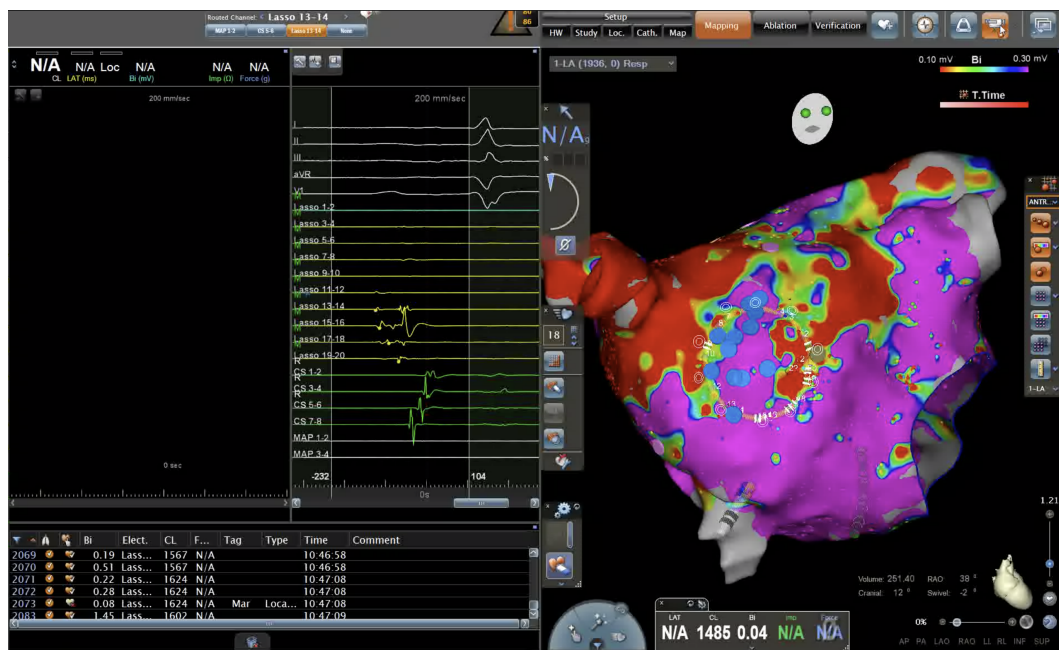 Routed Channel: < Lasso 13-14 >
MAP 1-2 CS 5-6 Lasso 13-14 None
86
Setup
HW Study Loc. Cath. Map
Mapping Ablation Verification
N/A N/A Loc N/A N/A N/A
CL LAT (ms) Bi (mV) Imp (Ω) Force (g)
200 mm/sec
0 sec
200 mm/sec
I
II
III
aVR
V1
M
Lasso 1-2
M
Lasso 3-4
M
Lasso 5-6
M
Lasso 7-8
M
Lasso 9-10
M
Lasso 11-12
M
Lasso 13-14
M
Lasso 15-16
M
Lasso 17-18
M
Lasso 19-20
R
CS 1-2
R
CS 3-4
R
CS 5-6
CS 7-8
MAP 1-2
MAP 3-4
-232 104
0s
1-LA (1936, 0) Resp
N/A g
%
18
0.10 mV Bi 0.30 mV
T.Time
ANTR...
1-LA
1.21
Bi Elect. CL F... Tag Type Time Comment
2069 0.19 Lass... 1567 N/A 10:46:58
2070 0.51 Lass... 1567 N/A 10:46:58
2071 0.22 Lass... 1624 N/A 10:47:08
2072 0.28 Lass... 1624 N/A 10:47:08
2073 0.08 Lass... 1624 N/A Mar Loca... 10:47:08
2083 1.45 Lass... 1602 N/A 10:47:09
LAT CL Bi Imp Force
N/A 1485 0.04 N/A N/A
Volume: 251.40 RAO 38 °
Cranial: 12 ° Swivel: -2 °
0%
AP PA LAO RAO LL RL INF SUP